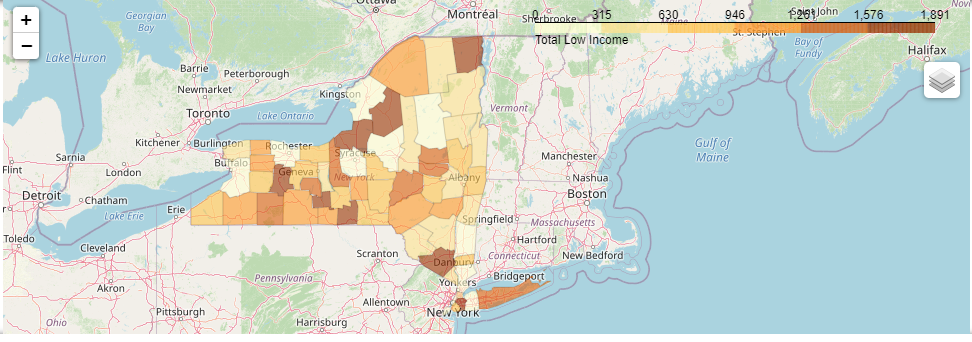 +
−
0 315 630 946 1,261 1,576 1,891
Total Low Income
Ottawa
Montréal
Sherbrooke
Saint John
St. Stephen
Bay of
Fundy
Halifax
Georgian
Bay
Lake Huron
Barrie
Peterborough
Newmarket
Kingston
Toronto
Lake Ontario
Vermont
Gulf of
Maine
Kitchener
Burlington
Rochester
Syracuse
Manchester
Sarnia
Buffalo
Geneva
New York
Albany
Nashua
Flint
London
Detroit
Chatham
Lake Erie
Erie
Boston
Springfield
Massachusetts
Toledo
Cleveland
Scranton
Danbury
Hartford
Connecticut
New Bedford
Akron
Pennsylvania
Yonkers
Bridgeport
Allentown
New York
Ohio
Pittsburgh
Harrisburg